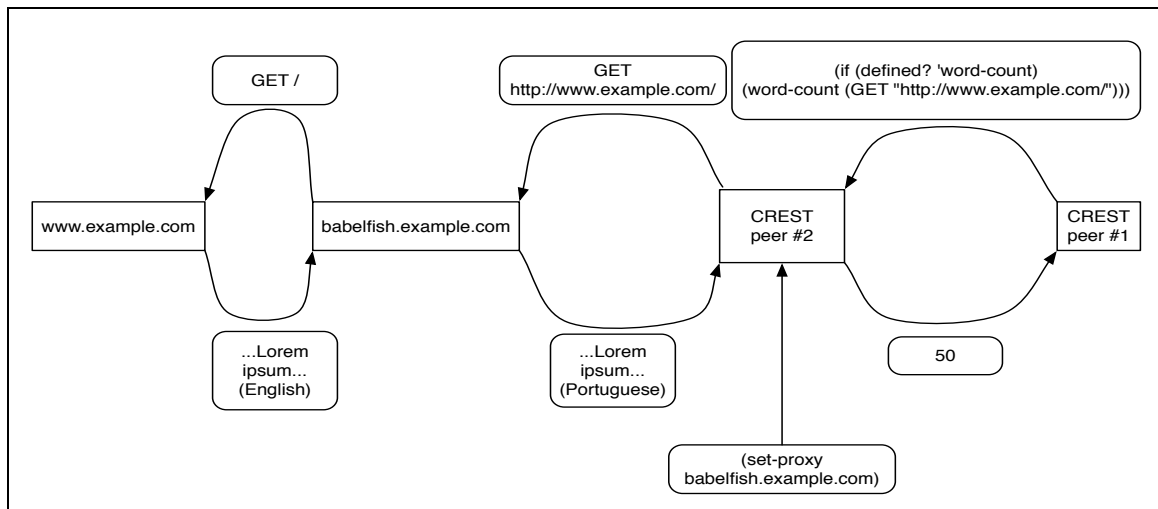 GET /
GET
http://www.example.com/
(if (defined? 'word-count)
(word-count (GET "http://www.example.com/")))
www.example.com
babelfish.example.com
CREST
peer #2
CREST
peer #1
...Lorem
ipsum...
(English)
...Lorem
ipsum...
(Portuguese)
50
(set-proxy
babelfish.example.com)